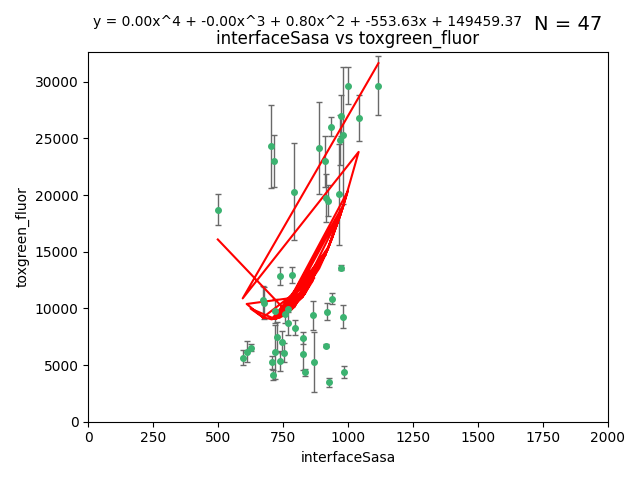 y = 0.00x^4 + -0.00x^3 + 0.80x^2 + -553.63x + 149459.37 N = 47
interfaceSasa vs toxgreen_fluor
toxgreen_fluor
30000
25000
20000
15000
10000
5000
0
0 250 500 750 1000 1250 1500 1750 2000
interfaceSasa